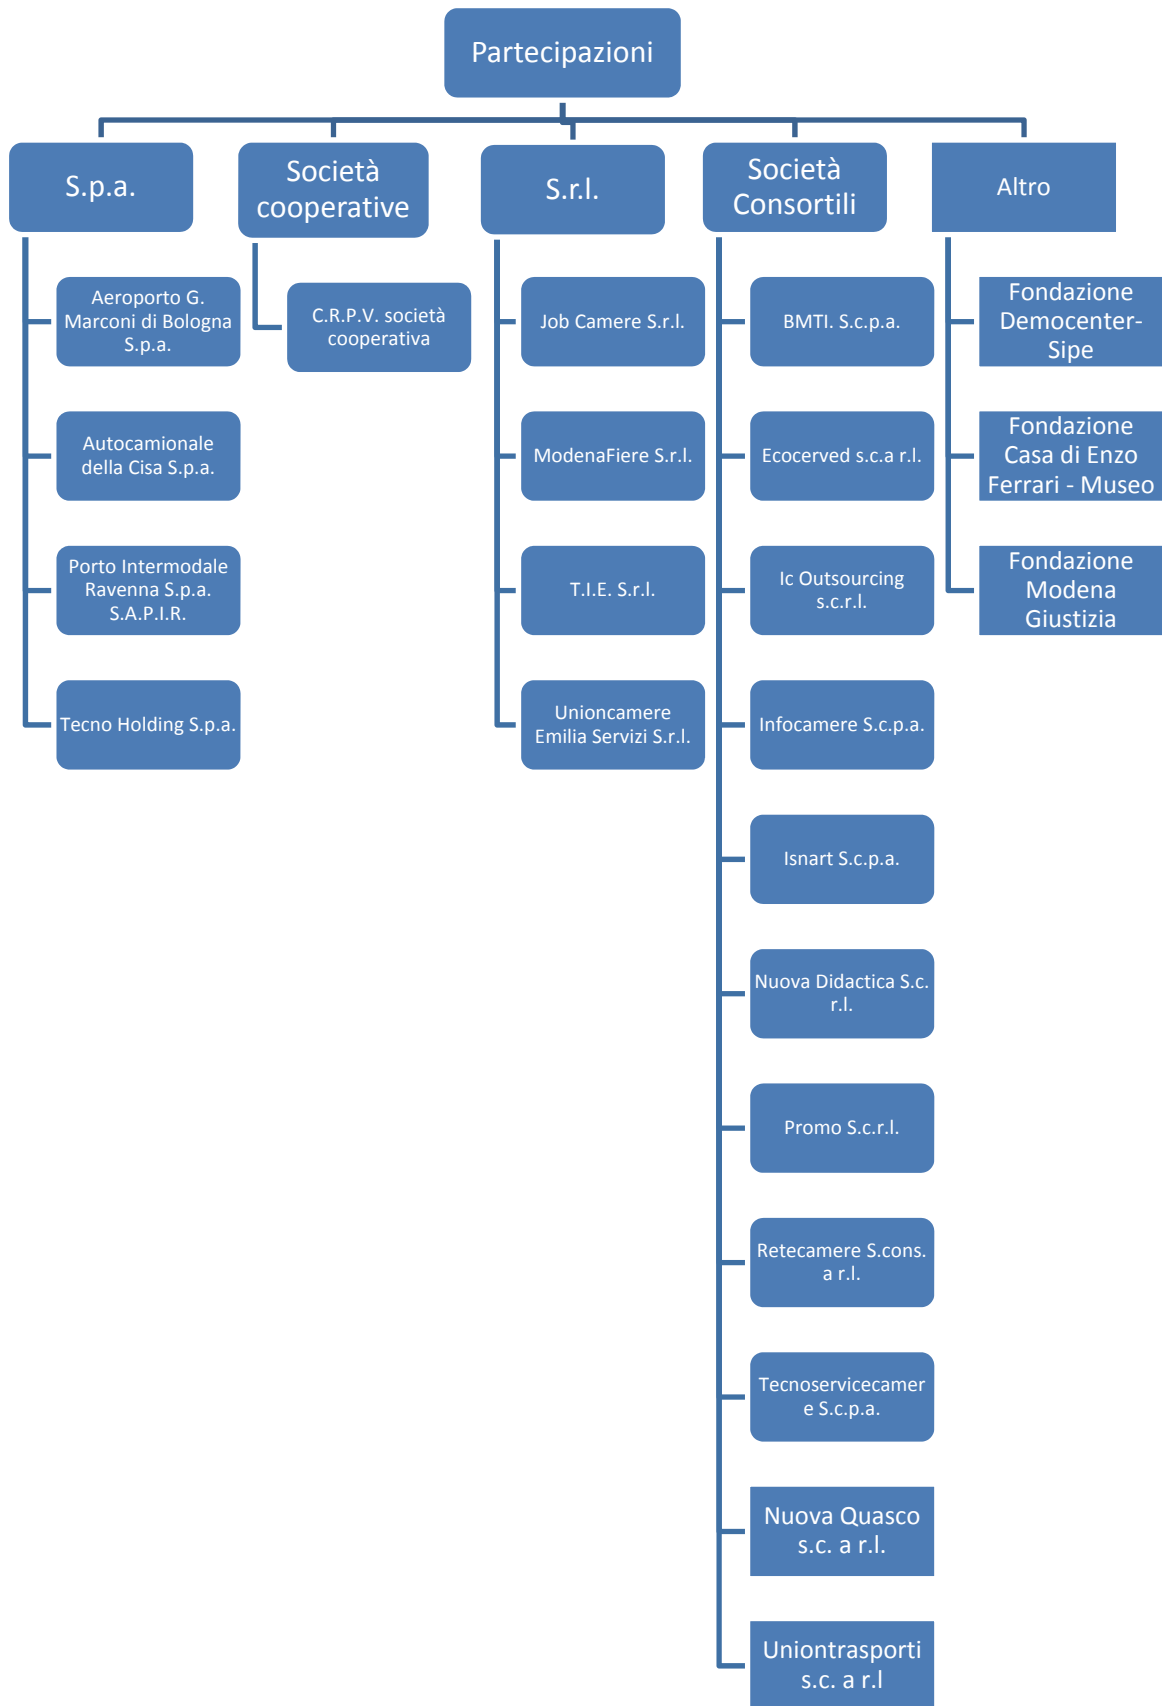 Partecipazioni
S.p.a.
Società
cooperative
S.r.l.
Società
Consortili
Altro
Aeroporto G.
Marconi di Bologna
S.p.a.
Autocamionale
della Cisa S.p.a.
Porto Intermodale
Ravenna S.p.a.
S.A.P.I.R.
Tecno Holding S.p.a.
C.R.P.V. società
cooperativa
Job Camere S.r.l.
ModenaFiere S.r.l.
T.I.E. S.r.l.
Unioncamere
Emilia Servizi S.r.l.
BMTI. S.c.p.a.
Ecocerved s.c.a r.l.
Ic Outsourcing
s.c.r.l.
Infocamere S.c.p.a.
Isnart S.c.p.a.
Nuova Didactica S.c.
r.l.
Promo S.c.r.l.
Retecamere S.cons.
a r.l.
Tecnoservicecamer
e S.c.p.a.
Nuova Quasco
s.c. a r.l.
Uniontrasporti
s.c. a r.l
Fondazione
Democenter-
Sipe
Fondazione
Casa di Enzo
Ferrari - Museo
Fondazione
Modena
Giustizia